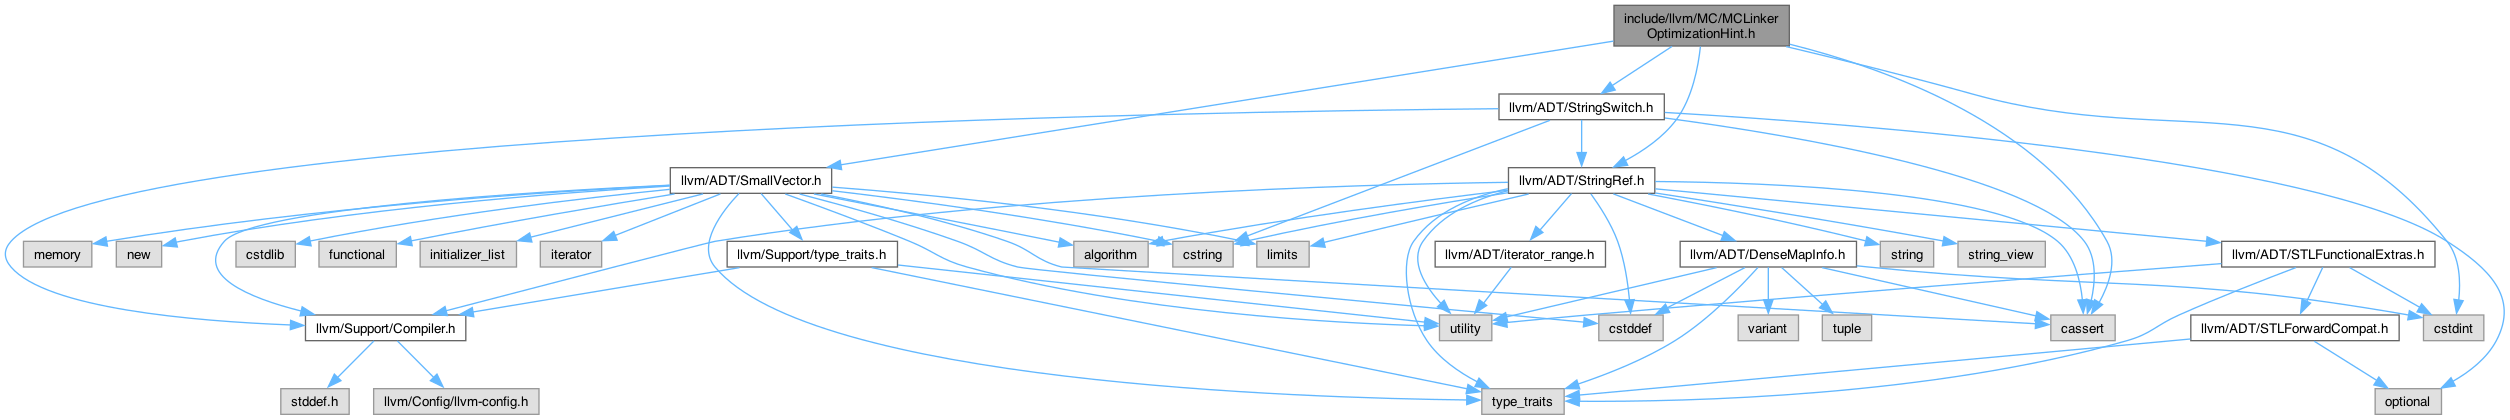 include/llvm/MC/MCLinker
OptimizationHint.h
llvm/ADT/StringSwitch.h
llvm/ADT/SmallVector.h
llvm/ADT/StringRef.h
memory
new
cstdlib
functional
initializer_list
iterator
llvm/Support/type_traits.h
algorithm
cstring
limits
llvm/ADT/iterator_range.h
llvm/ADT/DenseMapInfo.h
string
string_view
llvm/ADT/STLFunctionalExtras.h
llvm/Support/Compiler.h
utility
cstddef
variant
tuple
cassert
llvm/ADT/STLForwardCompat.h
cstdint
stddef.h
llvm/Config/llvm-config.h
type_traits
optional